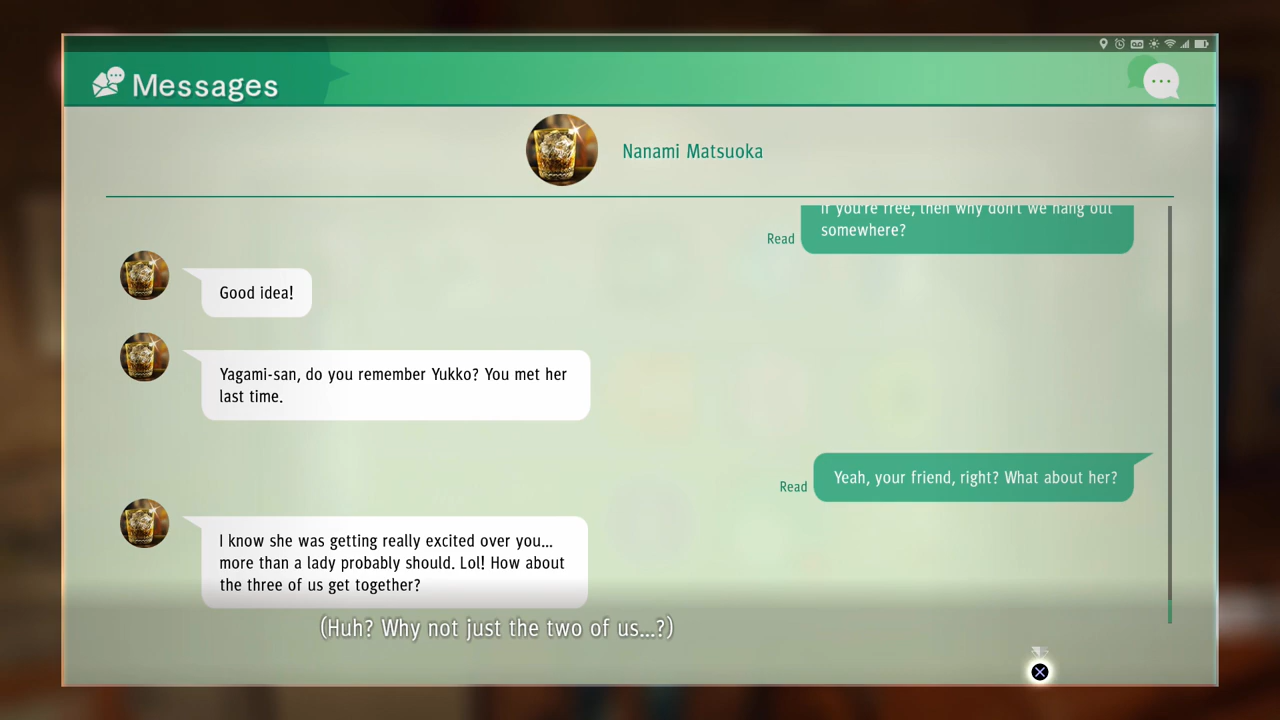 Messages
Nanami Matsuoka
If you're free, then why don't we hang out
somewhere?
Read
Good idea!
Yagami-san, do you remember Yukko? You met her
last time.
Yeah, your friend, right? What about her?
Read
I know she was getting really excited over you...
more than a lady probably should. Lol! How about
the three of us get together?
(Huh? Why not just the two of us...?)